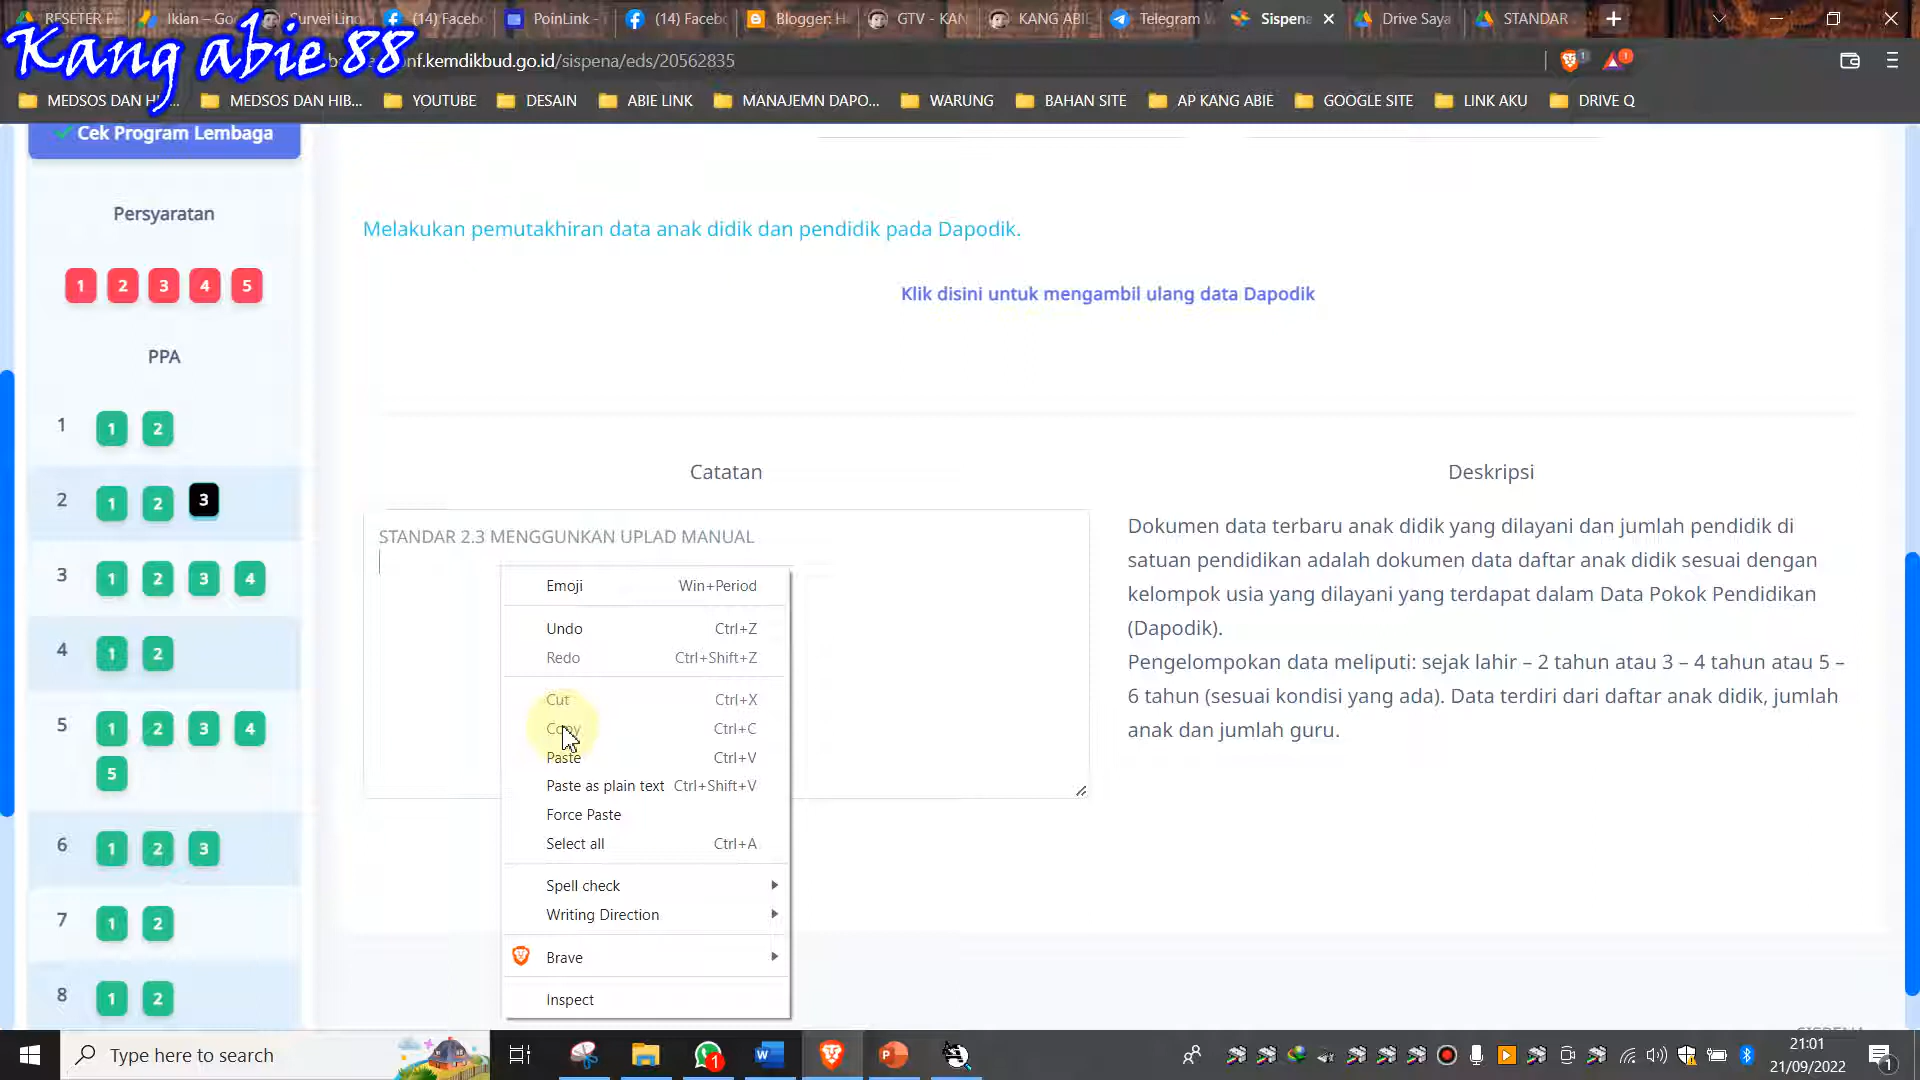 RESETER P
Iklan – Go
Survei Lin
(14) Faceb
PoinLink -
(14) Faceb
Blogger: H
GTV - KAN
KANG ABIE
Telegram W
Sispena
Drive Saya
STANDAR
Kang abie 88
nf.kemdikbud.go.id/sispena/eds/20562835
MEDSOS DAN HI...
MEDSOS DAN HIB...
YOUTUBE
DESAIN
ABIE LINK
MANAJEMN DAPO...
WARUNG
BAHAN SITE
AP KANG ABIE
GOOGLE SITE
LINK AKU
DRIVE Q
Cek Program Lembaga
Persyaratan
1 2 3 4 5
PPA
1 1 2
2 1 2 3
3 1 2 3 4
4 1 2
5 1 2 3 4
5
6 1 2 3
7 1 2
8 1 2
Melakukan pemutakhiran data anak didik dan pendidik pada Dapodik.
Klik disini untuk mengambil ulang data Dapodik
Catatan
STANDAR 2.3 MENGGUNKAN UPLAD MANUAL
Emoji Win+Period
Undo Ctrl+Z
Redo Ctrl+Shift+Z
Cut Ctrl+X
Copy Ctrl+C
Paste Ctrl+V
Paste as plain text Ctrl+Shift+V
Force Paste
Select all Ctrl+A
Spell check
Writing Direction
Brave
Inspect
Deskripsi
Dokumen data terbaru anak didik yang dilayani dan jumlah pendidik di
satuan pendidikan adalah dokumen data daftar anak didik sesuai dengan
kelompok usia yang dilayani yang terdapat dalam Data Pokok Pendidikan
(Dapodik).
Pengelompokan data meliputi: sejak lahir – 2 tahun atau 3 – 4 tahun atau 5 –
6 tahun (sesuai kondisi yang ada). Data terdiri dari daftar anak didik, jumlah
anak dan jumlah guru.
Type here to search
21:01
21/09/2022